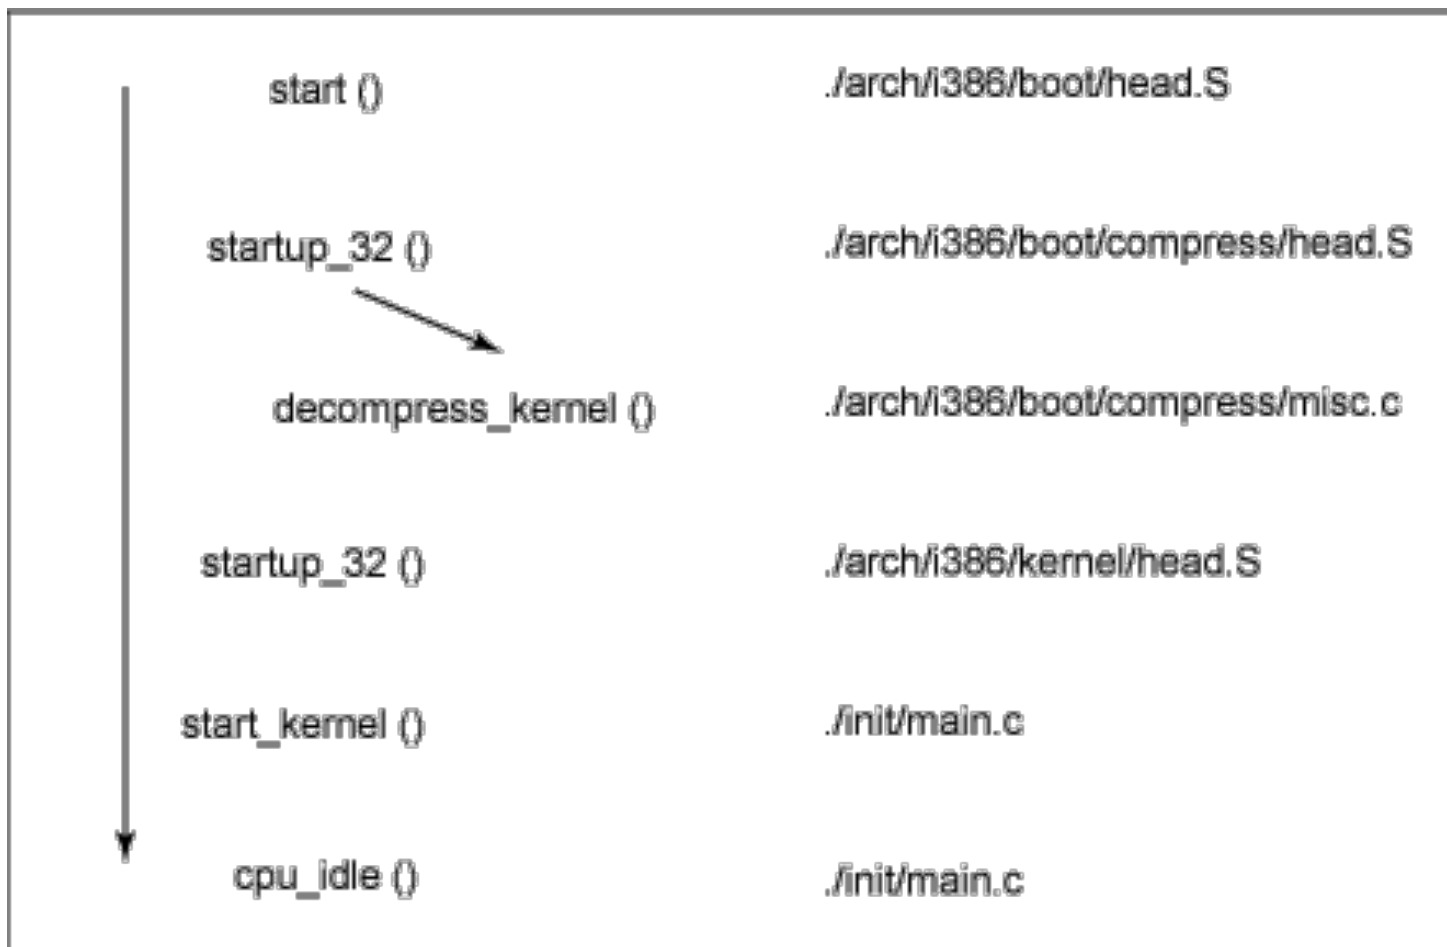 start () ./arch/i386/boot/head.S
startup_32 () ./arch/i386/boot/compress/head.S
decompress_kernel () ./arch/i386/boot/compress/misc.c
startup_32 () ./arch/i386/kernel/head.S
start_kernel () ./init/main.c
cpu_idle () ./init/main.c